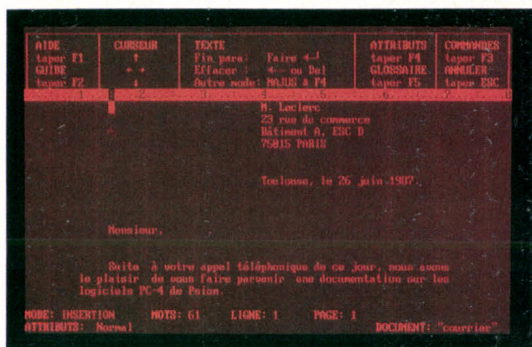 AIDE CURSEUR TEXTE ATTRIBUTS COMMANDES
taper F1 ↑ Fin para: Faire ↵ taper F4 taper F3
GUIDE ← → Effacer : ← ou Del GLOSSAIRE ANNULER
taper F2 ↓ Autre mode: MAJUS & F4 taper F5 taper ESC
M. Leclerc
23 rue du commerce
Bâtiment A, ESC D
75015 PARIS
Toulouse, le 26 juin 1987.
Monsieur,
Suite à votre appel téléphonique de ce jour, nous avons
le plaisir de vous faire parvenir une documentation sur les
logiciels PC-4 de Psion.
MODE: INSERTION MOTS: 61 LIGNE: 1 PAGE: 1
ATTRIBUTS: Normal DOCUMENT: "courrier"